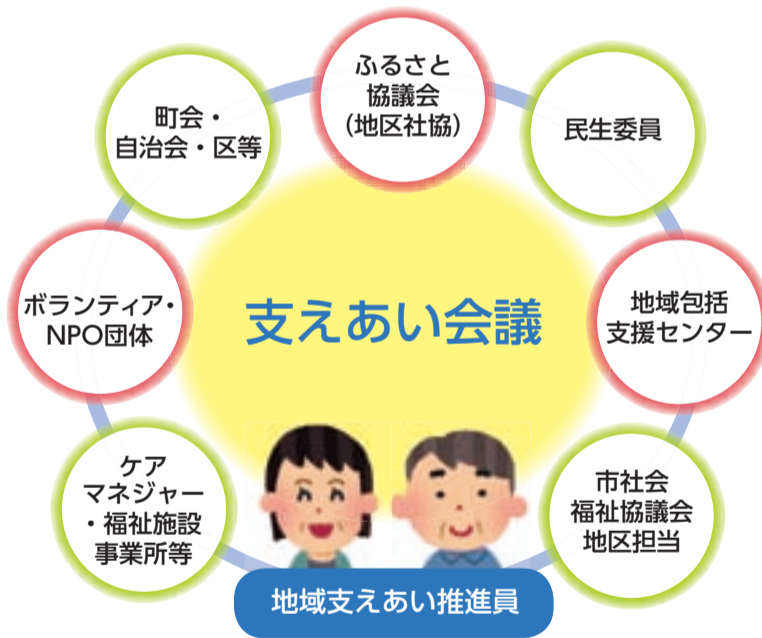 ふるさと
協議会
(地区社協)
町会・
自治会・区等
民生委員
ボランティア・
NPO団体
支えあい会議
地域包括
支援センター
ケア
マネジャー
・福祉施設
事業所等
市社会
福祉協議会
地区担当
地域支えあい推進員